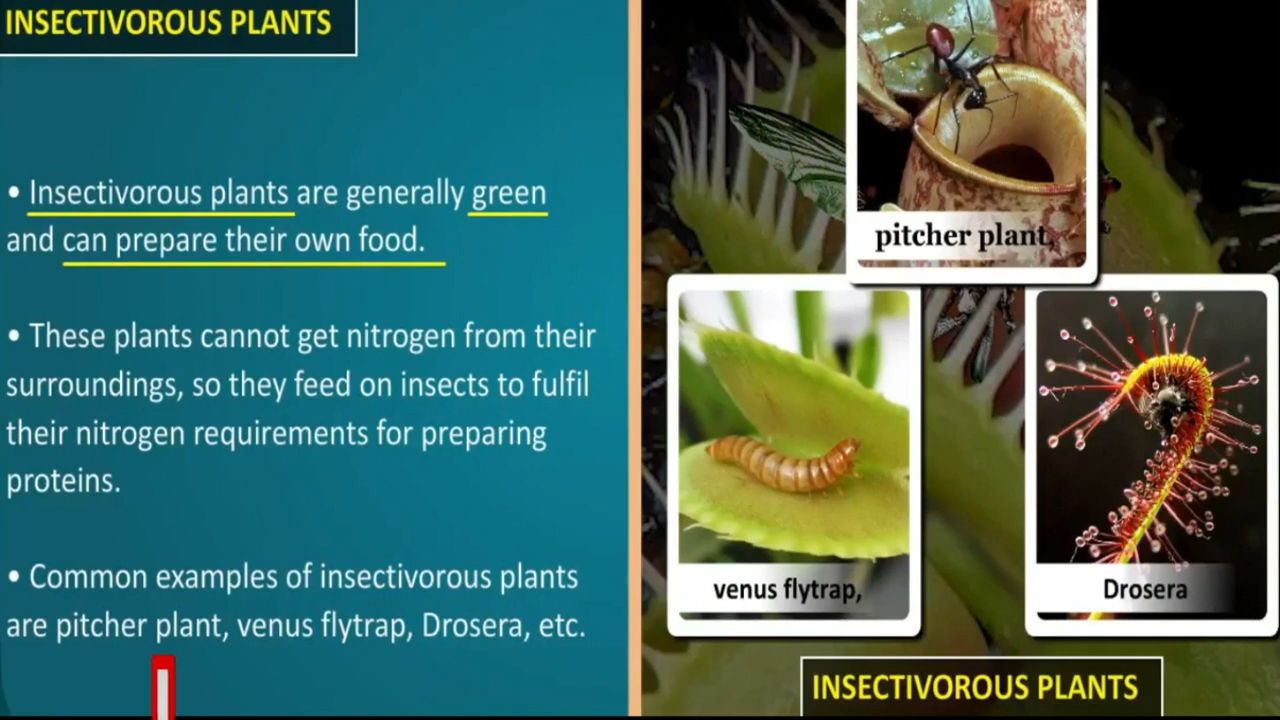 INSECTIVOROUS PLANTS
• Insectivorous plants are generally green
and can prepare their own food.
• These plants cannot get nitrogen from their
surroundings, so they feed on insects to fulfil
their nitrogen requirements for preparing
proteins.
• Common examples of insectivorous plants
are pitcher plant, venus flytrap, Drosera, etc.
pitcher plant,
venus flytrap,
Drosera
INSECTIVOROUS PLANTS